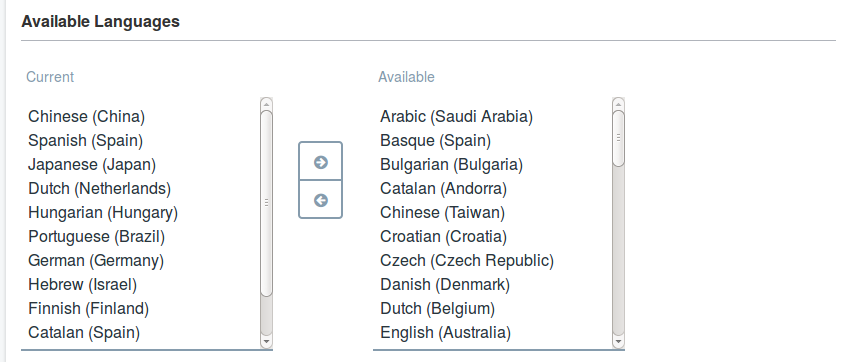 Available Languages
Current
Chinese (China)
Spanish (Spain)
Japanese (Japan)
Dutch (Netherlands)
Hungarian (Hungary)
Portuguese (Brazil)
German (Germany)
Hebrew (Israel)
Finnish (Finland)
Catalan (Spain)
Available
Arabic (Saudi Arabia)
Basque (Spain)
Bulgarian (Bulgaria)
Catalan (Andorra)
Chinese (Taiwan)
Croatian (Croatia)
Czech (Czech Republic)
Danish (Denmark)
Dutch (Belgium)
English (Australia)